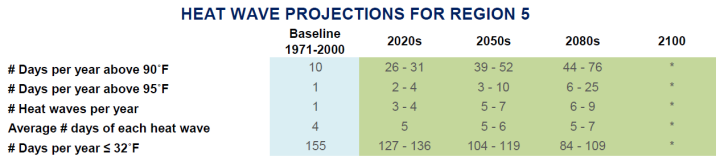 HEAT WAVE PROJECTIONS FOR REGION 5
Baseline 1971-2000 2020s 2050s 2080s 2100
# Days per year above 90˚F 10 26 - 31 39 - 52 44 - 76 *
# Days per year above 95˚F 1 2 - 4 3 - 10 6 - 25 *
# Heat waves per year 1 3 - 4 5 - 7 6 - 9 *
Average # days of each heat wave 4 5 5 - 6 5 - 7 *
# Days per year ≤ 32˚F 155 127 - 136 104 - 119 84 - 109 *